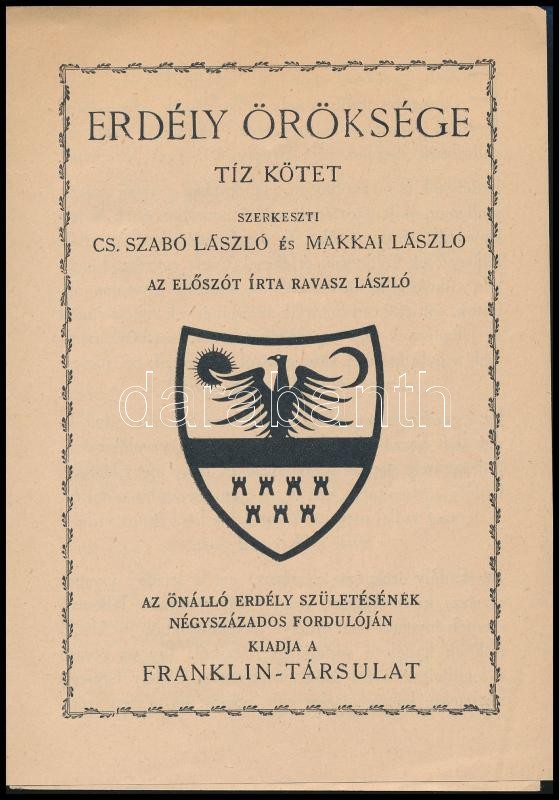 ERDÉLY ÖRÖKSÉGE
TÍZ KÖTET
SZERKESZTI
CS. SZABÓ LÁSZLÓ ÉS MAKKAI LÁSZLÓ
AZ ELŐSZÓT ÍRTA RAVASZ LÁSZLÓ
darabanth
AZ ÖNÁLLÓ ERDÉLY SZÜLETÉSÉNEK
NÉGYSZÁZADOS FORDULÓJÁN
KIADJA A
FRANKLIN-TÁRSULAT